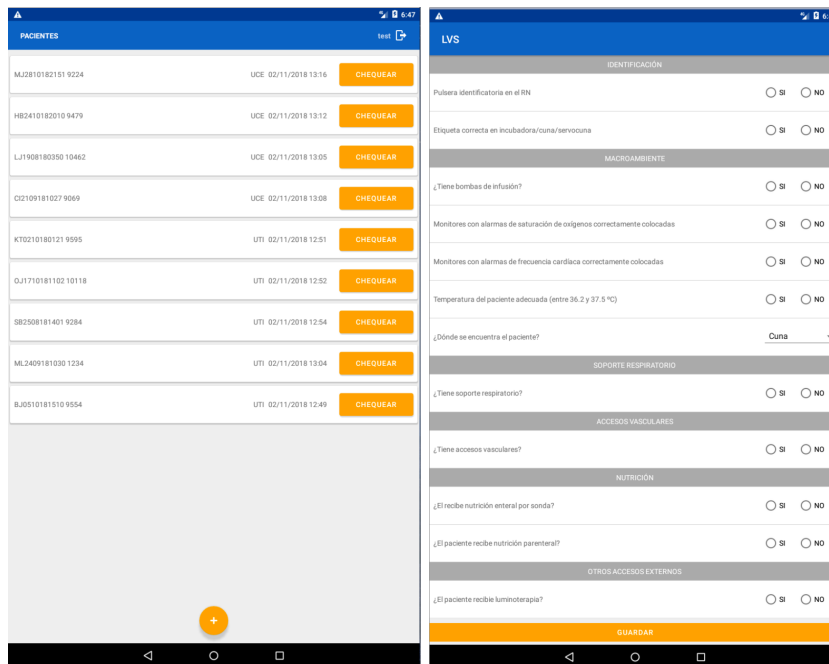 6:47
PACIENTES test
MJ2810182151 9224 UCE 02/11/2018 13:16 CHEQUEAR
HB2410182010 9479 UCE 02/11/2018 13:12 CHEQUEAR
LJ1908180350 10462 UCE 02/11/2018 13:05 CHEQUEAR
CI2109181027 9069 UCE 02/11/2018 13:08 CHEQUEAR
KT0210180121 9595 UTI 02/11/2018 12:51 CHEQUEAR
OJ1710181102 10118 UTI 02/11/2018 12:52 CHEQUEAR
SB2508181401 9284 UTI 02/11/2018 12:54 CHEQUEAR
ML2409181030 1234 UTI 02/11/2018 13:04 CHEQUEAR
BJ0510181510 9554 UTI 02/11/2018 12:49 CHEQUEAR
+
LVS
IDENTIFICACIÓN
Pulsera identificatoria en el RN SI NO
Etiqueta correcta en incubadora/cuna/servocuna SI NO
MACROAMBIENTE
¿Tiene bombas de infusión? SI NO
Monitores con alarmas de saturación de oxígenos correctamente colocadas SI NO
Monitores con alarmas de frecuencia cardíaca correctamente colocadas SI NO
Temperatura del paciente adecuada (entre 36.2 y 37.5 ºC) SI NO
¿Dónde se encuentra el paciente? Cuna
SOPORTE RESPIRATORIO
¿Tiene soporte respiratorio? SI NO
ACCESOS VASCULARES
¿Tiene accesos vasculares? SI NO
NUTRICIÓN
¿El recibe nutrición enteral por sonda? SI NO
¿El paciente recibe nutrición parenteral? SI NO
OTROS ACCESOS EXTERNOS
¿El paciente recibie luminoterapia? SI NO
GUARDAR